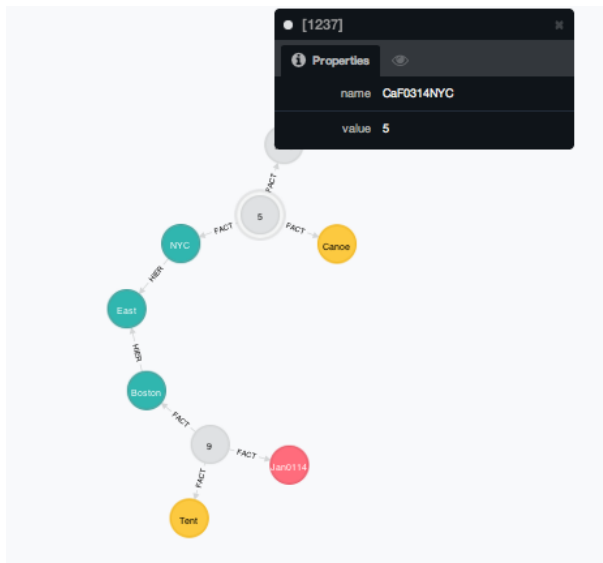 [1237]
Properties
name CaF0314NYC
value 5
FACT
5
FACT
FACT
NYC
Canoe
HIER
East
HIER
Boston
FACT
9
FACT
Jan0114
FACT
Tent